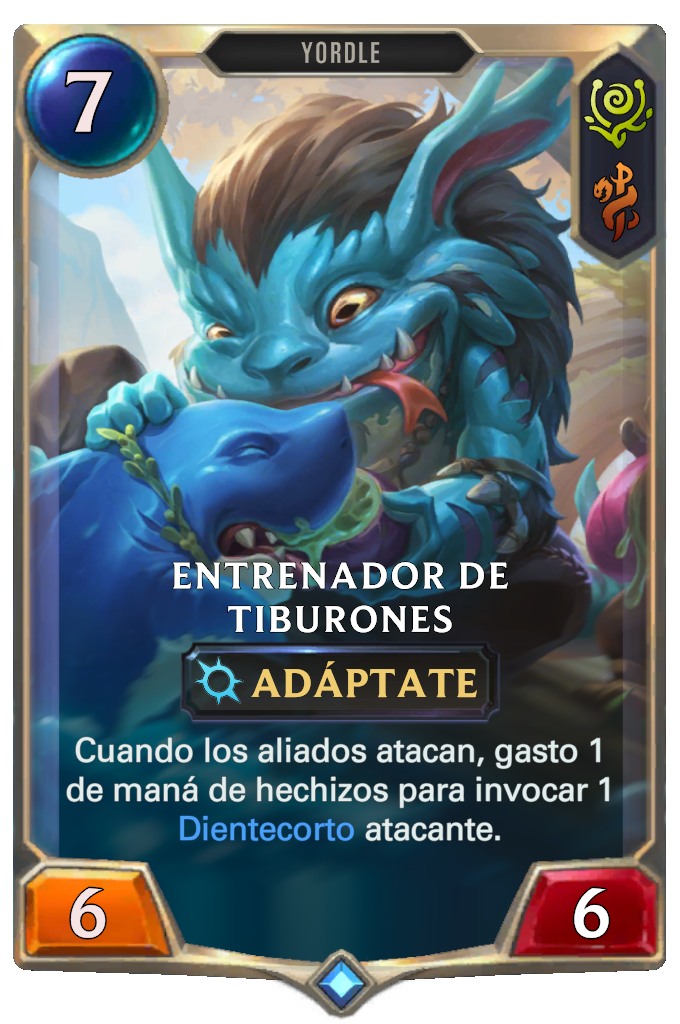 YORDLE
7
ENTRENADOR DE
TIBURONES
ADÁPTATE
Cuando los aliados atacan, gasto 1
de maná de hechizos para invocar 1
Dientecorto atacante.
6
6